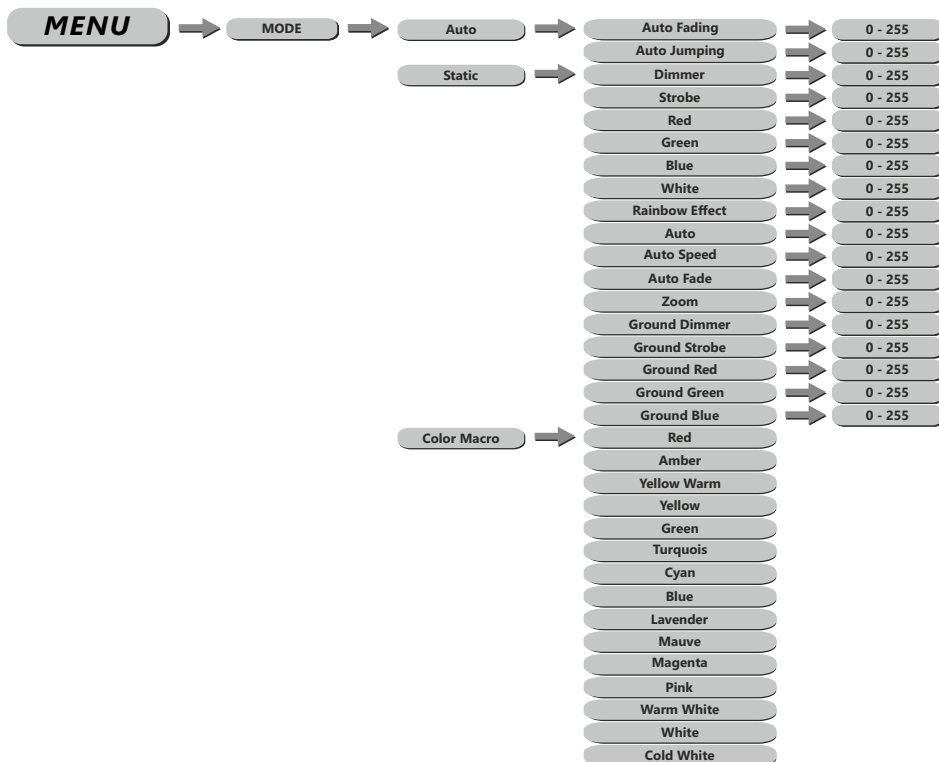 MENU MODE Auto Auto Fading 0 - 255
Auto Jumping 0 - 255
Static Dimmer 0 - 255
Strobe 0 - 255
Red 0 - 255
Green 0 - 255
Blue 0 - 255
White 0 - 255
Rainbow Effect 0 - 255
Auto 0 - 255
Auto Speed 0 - 255
Auto Fade 0 - 255
Zoom 0 - 255
Ground Dimmer 0 - 255
Ground Strobe 0 - 255
Ground Red 0 - 255
Ground Green 0 - 255
Ground Blue 0 - 255
Color Macro Red
Amber
Yellow Warm
Yellow
Green
Turquois
Cyan
Blue
Lavender
Mauve
Magenta
Pink
Warm White
White
Cold White